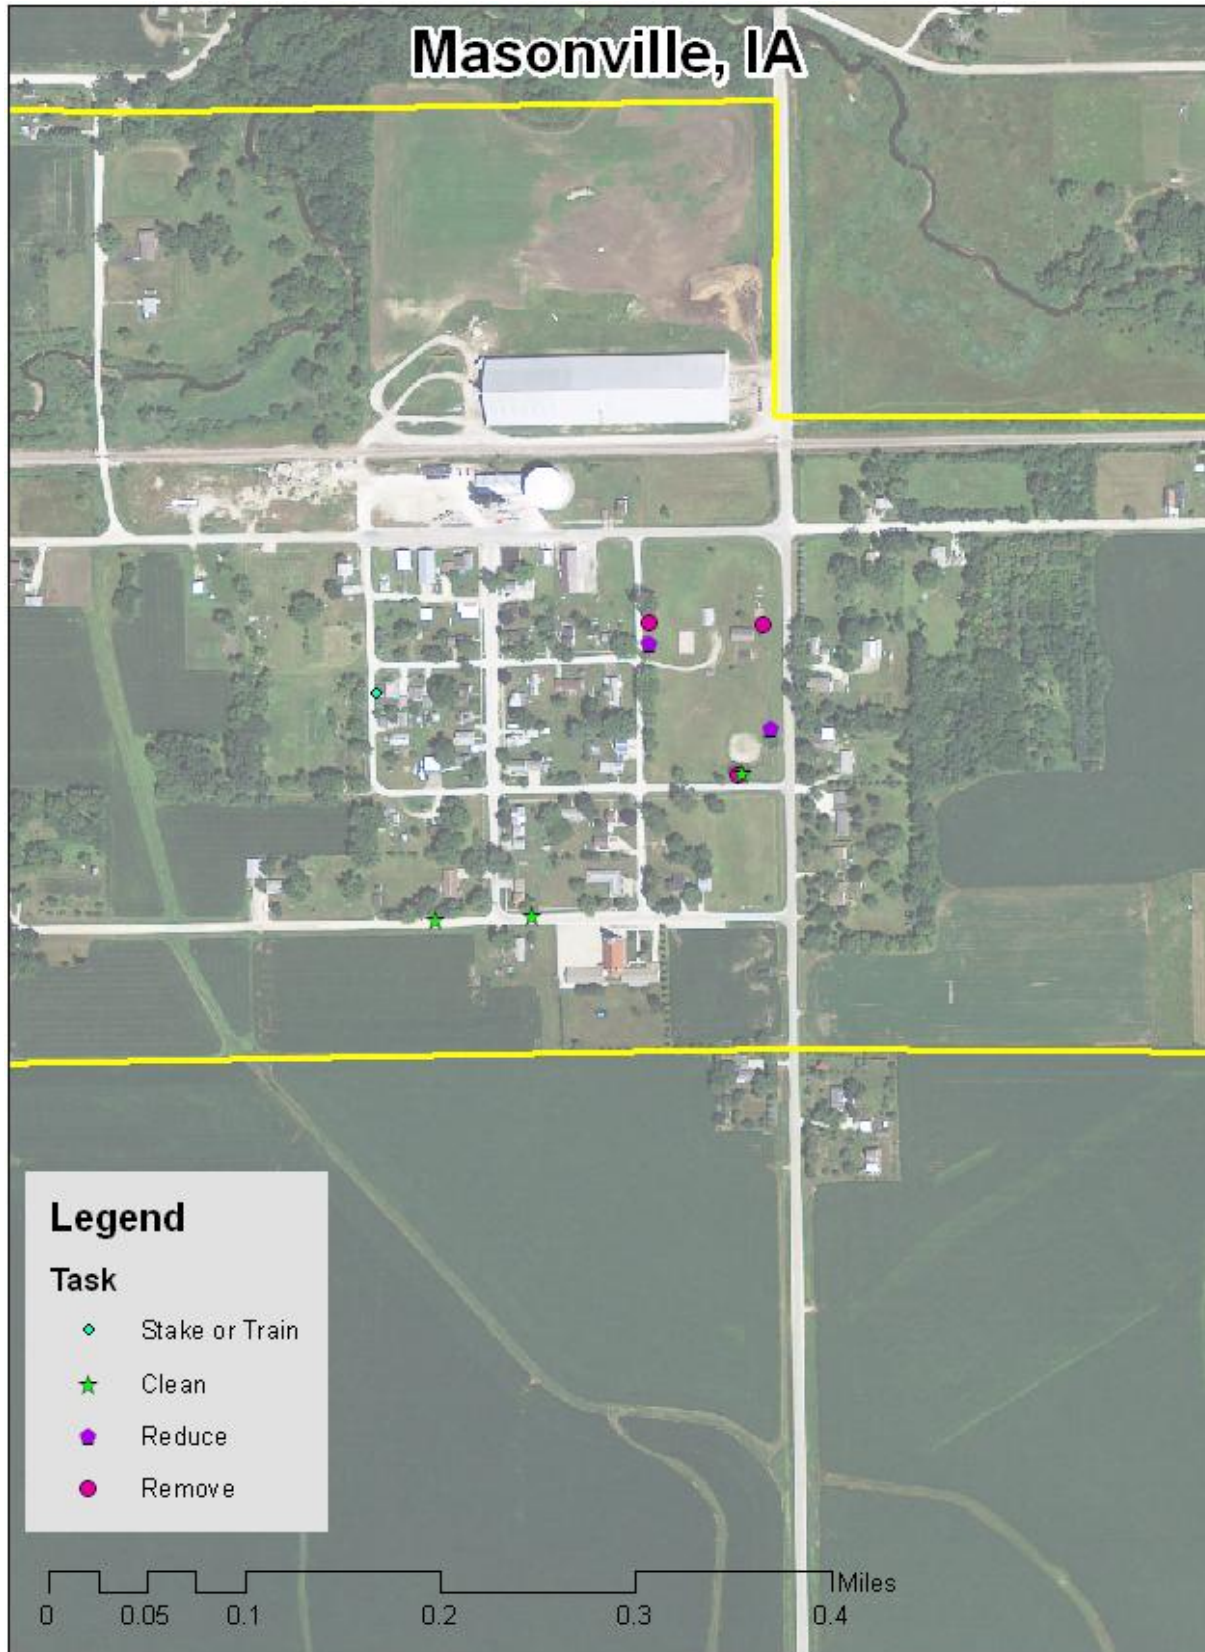 Masonville, IA
Legend
Task
Stake or Train
Clean
Reduce
Remove
Miles
0 0.05 0.1 0.2 0.3 0.4